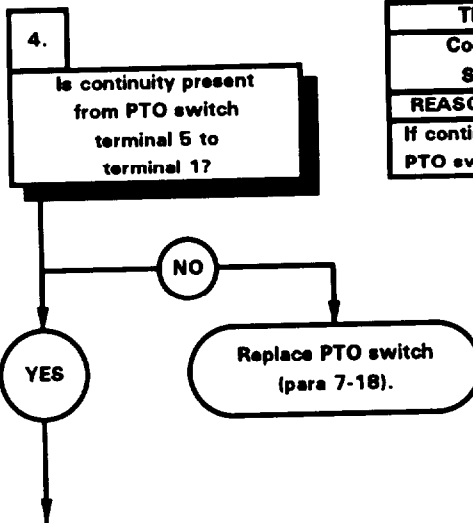 4.
Is continuity present
from PTO switch
terminal 5 to
terminal 1?
REASO
If conti
PTO sw
NO
YES
Replace PTO switch
(para 7-18).